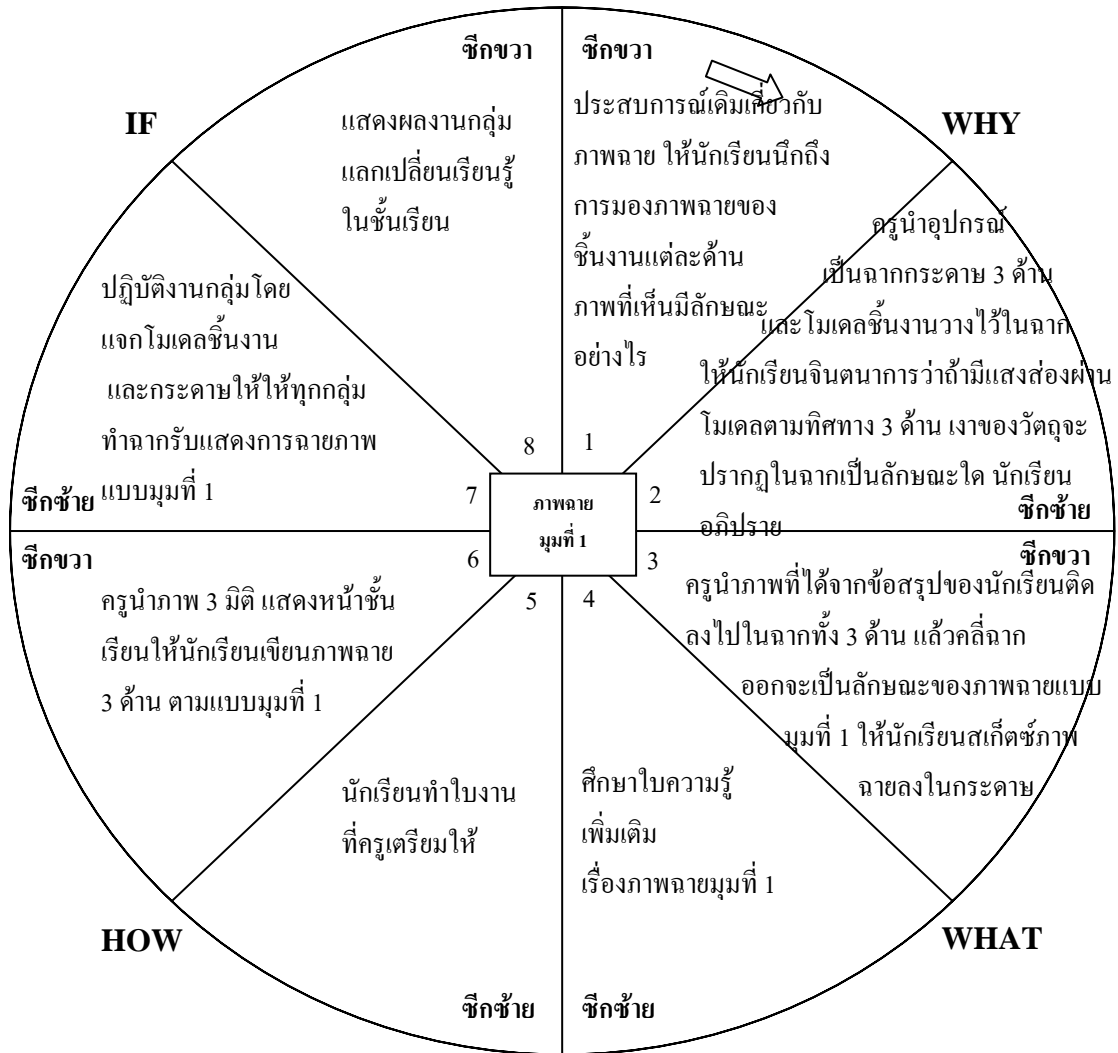 ซีกขวา
ซีกขวา
IF
WHY
ประสบการณ์เดิมเกี่ยวกับ
ภาพฉาย ให้นักเรียนนึกถึง
การมองภาพฉายของ
ชิ้นงานแต่ละด้าน
ภาพที่เห็นมีลักษณะ
อย่างไร
1
ครูนำอุปกรณ์
เป็นฉากกระดาษ 3 ด้าน
และโมเดลชิ้นงานวางไว้ในฉาก
ให้นักเรียนจินตนาการว่าถ้ามีแสงส่องผ่าน
โมเดลตามทิศทาง 3 ด้าน เงาของวัตถุจะ
ปรากฏในฉากเป็นลักษณะใด นักเรียน
อภิปราย
2
ซีกซ้าย
ซีกขวา
3
ครูนำภาพที่ได้จากข้อสรุปของนักเรียนติด
ลงไปในฉากทั้ง 3 ด้าน แล้วคลี่ฉาก
ออกจะเป็นลักษณะของภาพฉายแบบ
มุมที่ 1 ให้นักเรียนสเก็ตซ์ภาพ
ฉายลงในกระดาษ
WHAT
4
ศึกษาใบความรู้
เพิ่มเติม
เรื่องภาพฉายมุมที่ 1
ซีกซ้าย
5
นักเรียนทำใบงาน
ที่ครูเตรียมให้
ซีกซ้าย
HOW
ซีกขวา
6
ครูนำภาพ 3 มิติ แสดงหน้าชั้น
เรียนให้นักเรียนเขียนภาพฉาย
3 ด้าน ตามแบบมุมที่ 1
7
ปฏิบัติงานกลุ่มโดย
แจกโมเดลชิ้นงาน
และกระดาษให้ให้ทุกกลุ่ม
ทำฉากรับแสดงการฉายภาพ
แบบมุมที่ 1
ซีกซ้าย
8
แสดงผลงานกลุ่ม
แลกเปลี่ยนเรียนรู้
ในชั้นเรียน
ภาพฉาย
มุมที่ 1